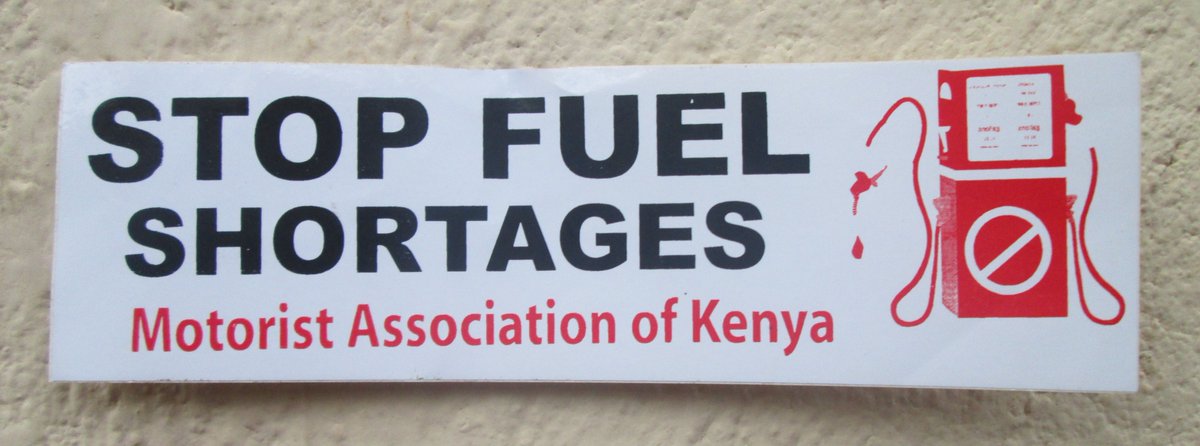 STOP FUEL
SHORTAGES
Motorist Association of Kenya